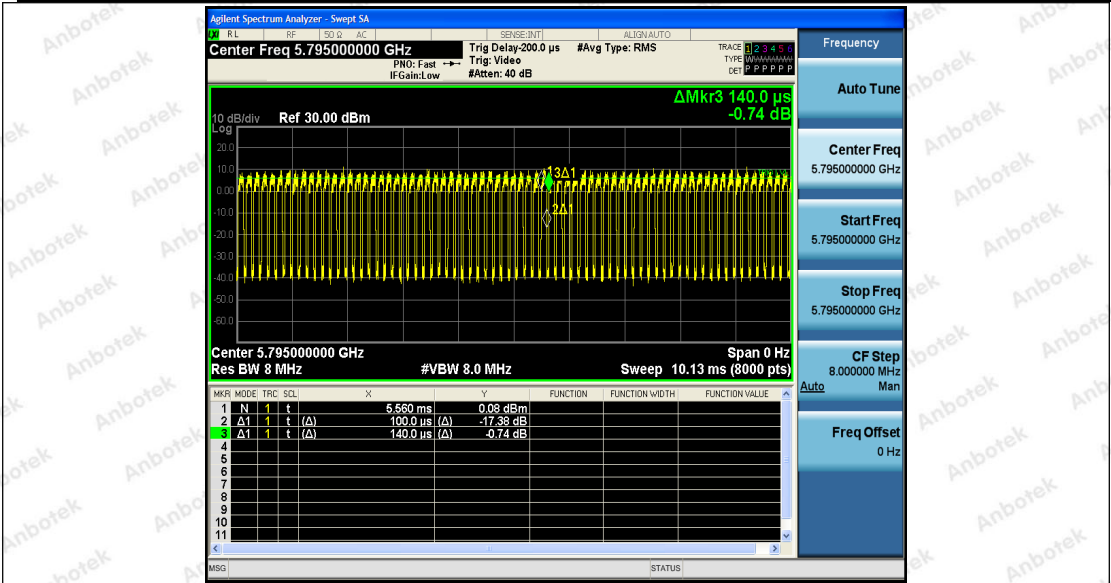 Agilent Spectrum Analyzer - Swept SA
RL RF 50 Ω AC SENSE:INT ALIGNAUTO
Center Freq 5.795000000 GHz
PNO: Fast
IFGain:Low
Trig Delay-200.0 µs
Trig: Video
#Atten: 40 dB
#Avg Type: RMS
TRACE 1 2 3 4 5 6
TYPE
DET P P P P P P
ΔMkr3 140.0 µs
-0.74 dB
10 dB/div Ref 30.00 dBm
Log
20.0
10.0
0.00
-10.0
-20.0
-30.0
-40.0
-50.0
-60.0
1 3Δ1
2Δ1
Center 5.795000000 GHz Span 0 Hz
Res BW 8 MHz #VBW 8.0 MHz Sweep 10.13 ms (8000 pts)
MKR MODE TRC SCL X Y FUNCTION FUNCTION WIDTH FUNCTION VALUE
1 N 1 t 5.560 ms 0.08 dBm
2 Δ1 1 t (Δ) 100.0 µs (Δ) -17.38 dB
3 Δ1 1 t (Δ) 140.0 µs (Δ) -0.74 dB
4
5
6
7
8
9
10
11
MSG STATUS
Frequency
Auto Tune
Center Freq
5.795000000 GHz
Start Freq
5.795000000 GHz
Stop Freq
5.795000000 GHz
CF Step
8.000000 MHz
Auto Man
Freq Offset
0 Hz
Anbotek